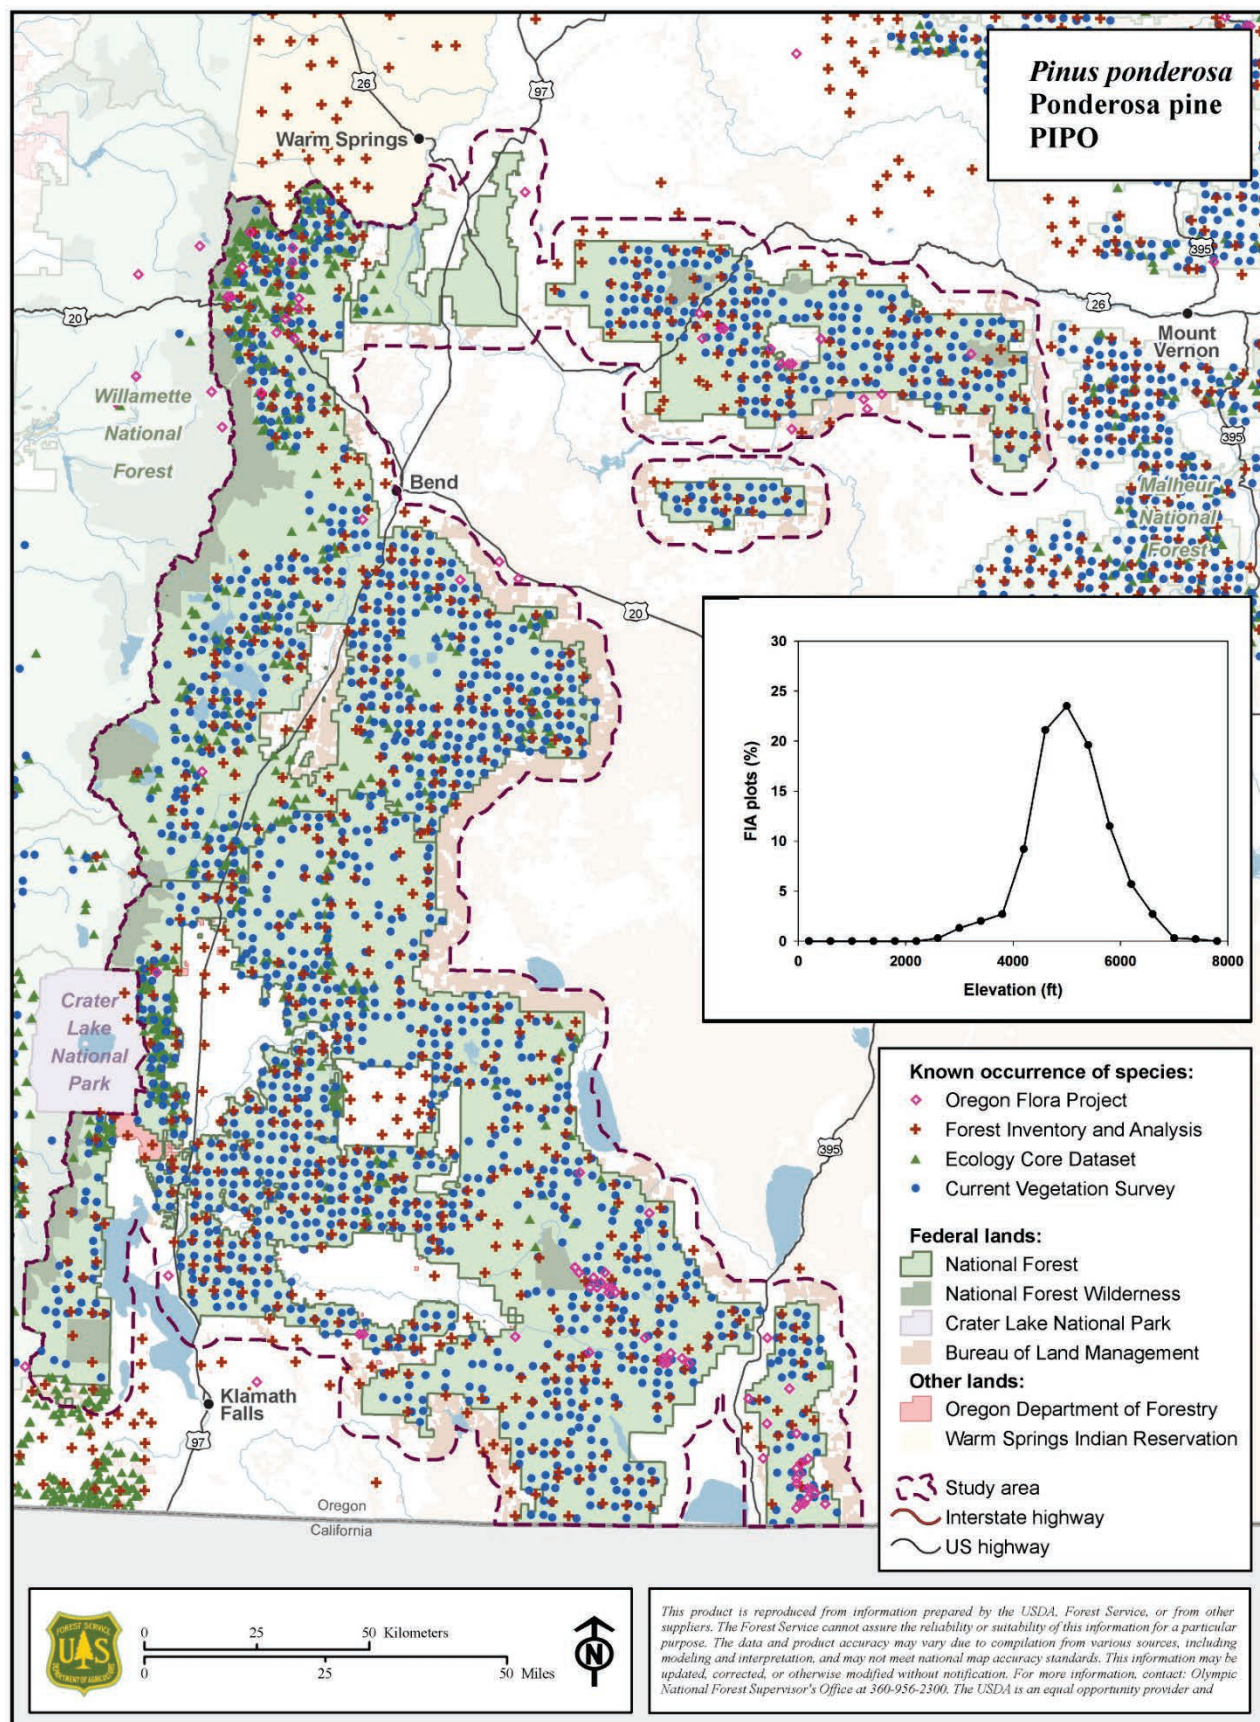 Pinus ponderosa
Ponderosa pine
PIPO
26
97
Warm Springs
395
20
26
Mount
Vernon
Willamette
National
Forest
395
Bend
Malheur
National
Forest
20
30
25
20
15
10
5
0
FIA plots (%)
0 2000 4000 6000 8000
Elevation (ft)
Crater
Lake
National
Park
395
Klamath
Falls
97
Oregon
California
Known occurrence of species:
Oregon Flora Project
Forest Inventory and Analysis
Ecology Core Dataset
Current Vegetation Survey
Federal lands:
National Forest
National Forest Wilderness
Crater Lake National Park
Bureau of Land Management
Other lands:
Oregon Department of Forestry
Warm Springs Indian Reservation
Study area
Interstate highway
US highway
FOREST SERVICE
U S
DEPARTMENT OF AGRICULTURE
0 25 50 Kilometers
0 25 50 Miles
N
This product is reproduced from information prepared by the USDA, Forest Service, or from other
suppliers. The Forest Service cannot assure the reliability or suitability of this information for a particular
purpose. The data and product accuracy may vary due to compilation from various sources, including
modeling and interpretation, and may not meet national map accuracy standards. This information may be
updated, corrected, or otherwise modified without notification. For more information, contact: Olympic
National Forest Supervisor's Office at 360-956-2300. The USDA is an equal opportunity provider and